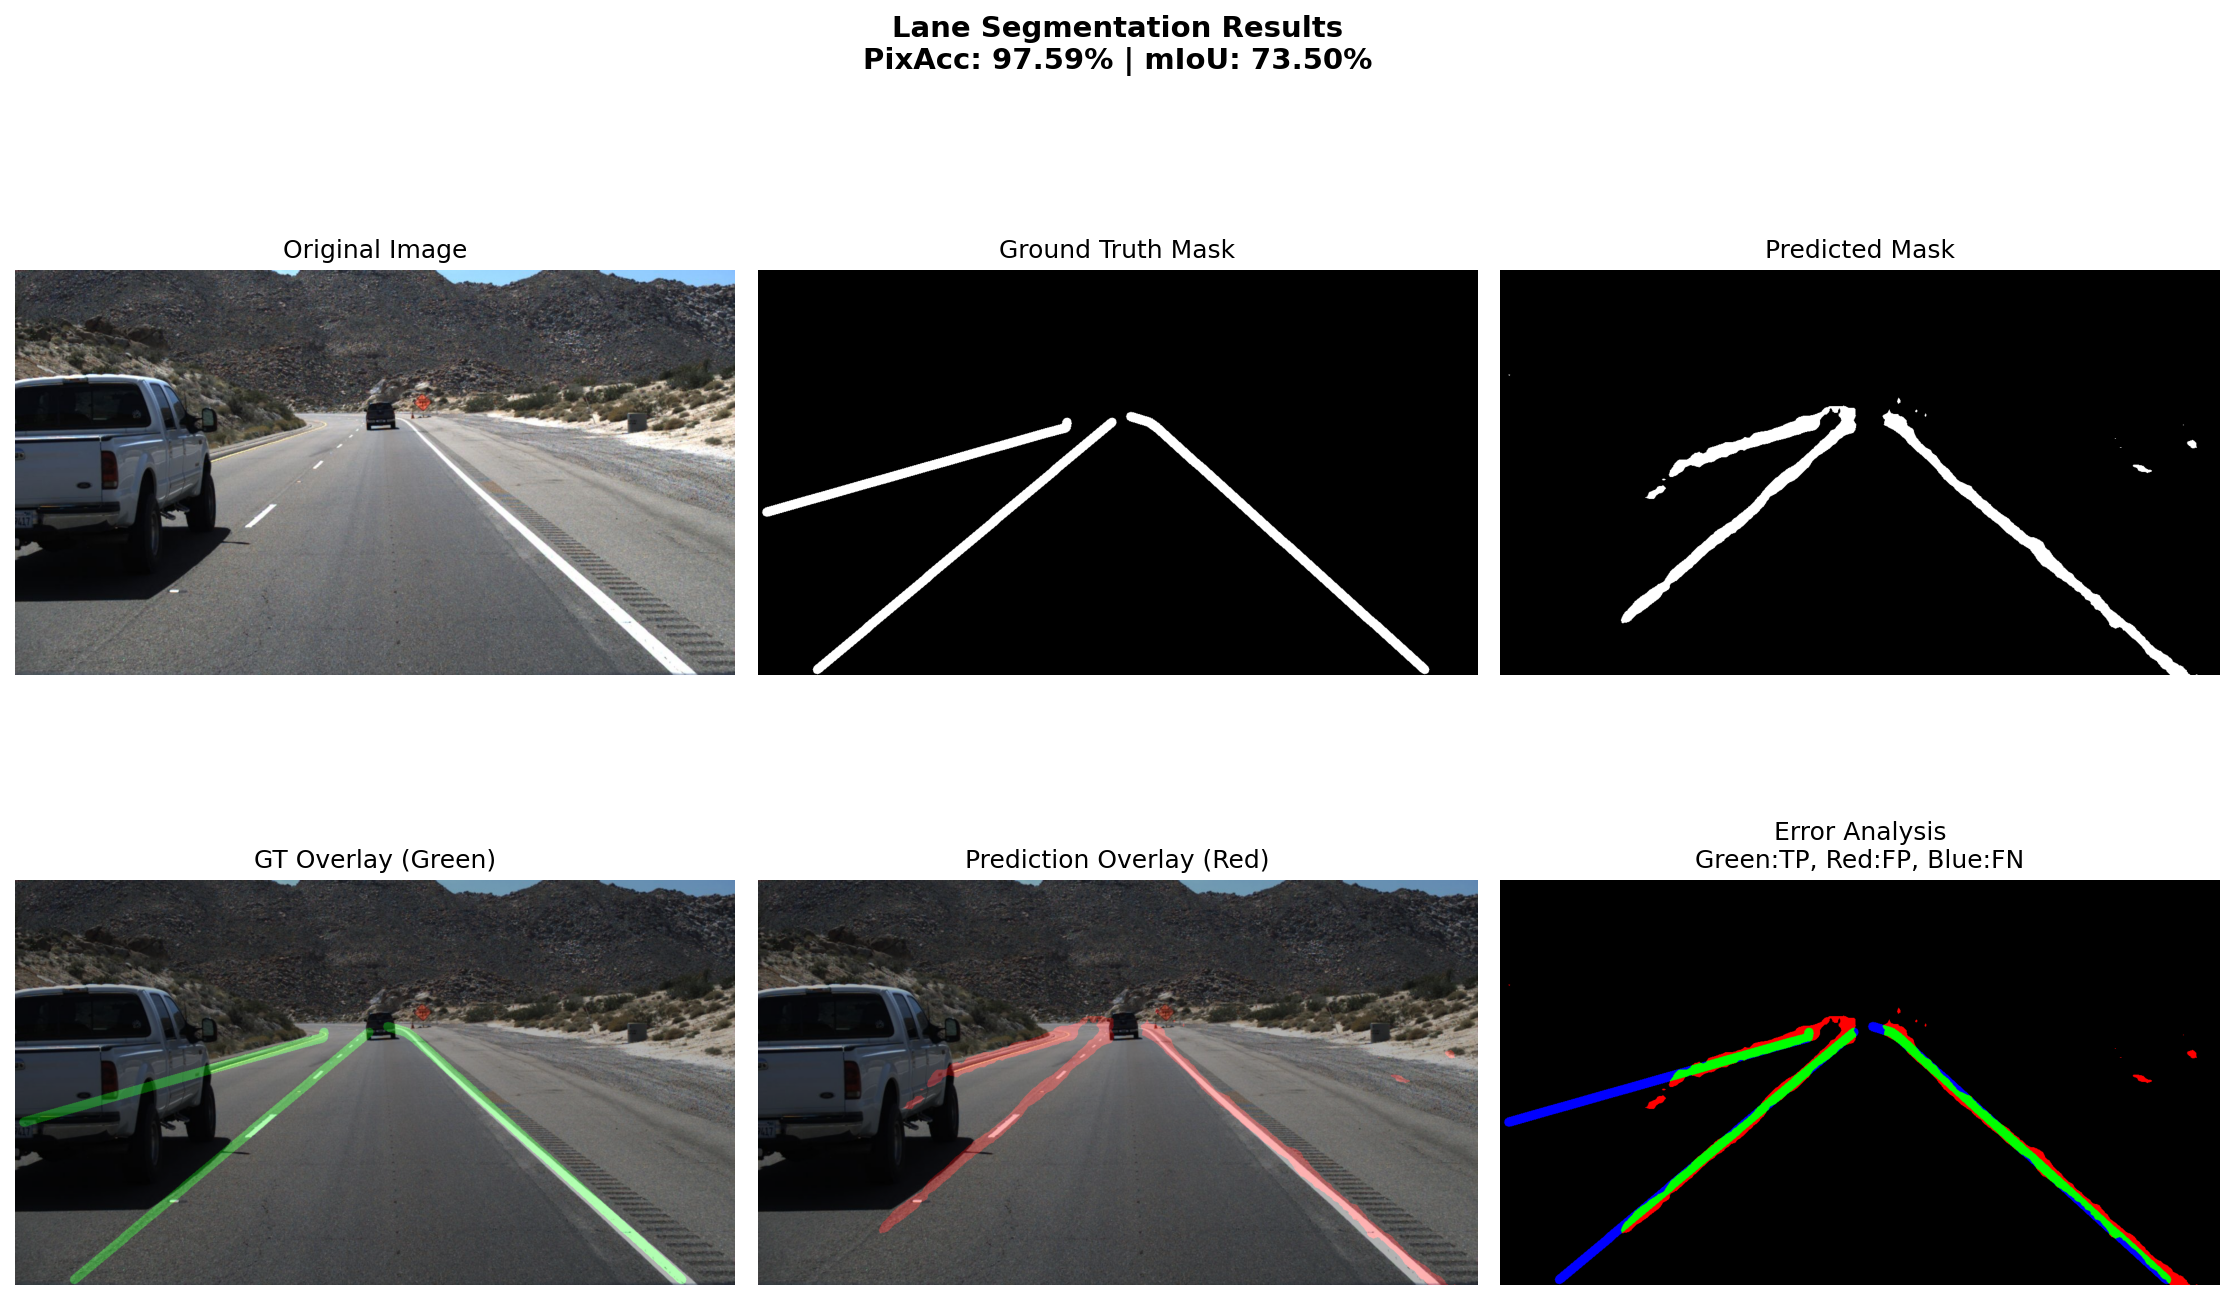 Lane Segmentation Results
PixAcc: 97.59% | mIoU: 73.50%
Original Image
Ground Truth Mask
Predicted Mask
GT Overlay (Green)
Prediction Overlay (Red)
Error Analysis
Green:TP, Red:FP, Blue:FN